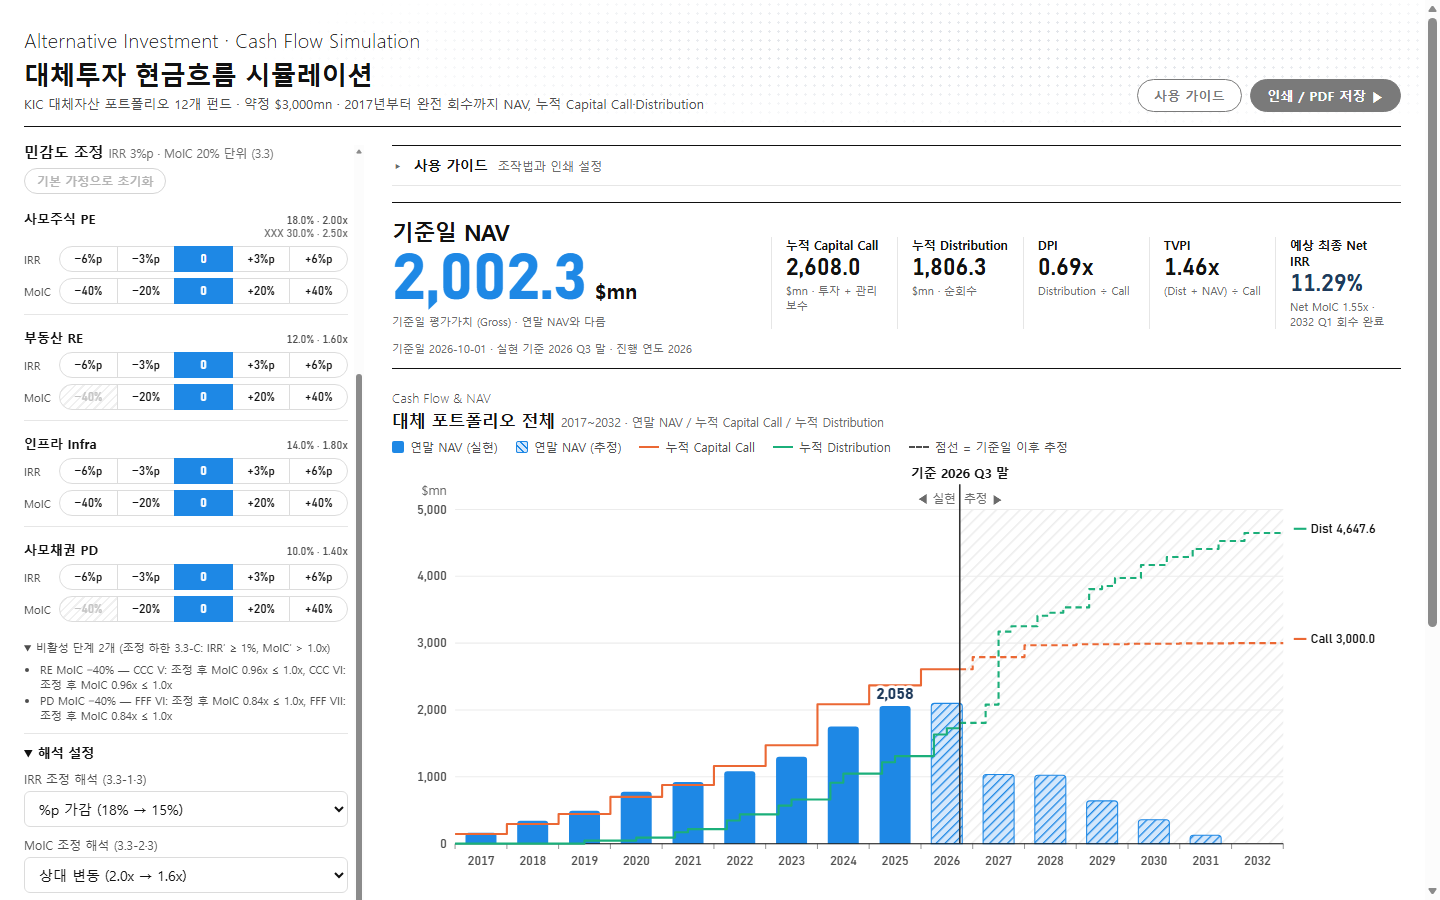 Alternative Investment · Cash Flow Simulation
대체투자 현금흐름 시뮬레이션
KIC 대체자산 포트폴리오 12개 펀드 · 약정 $3,000mn · 2017년부터 완전 회수까지 NAV, 누적 Capital Call·Distribution
사용 가이드
인쇄 / PDF 저장 ▶
민감도 조정 IRR 3%p · MoIC 20% 단위 (3.3)
기본 가정으로 초기화
사모주식 PE
18.0% · 2.00x
XXX 30.0% · 2.50x
IRR −6%p −3%p 0 +3%p +6%p
MoIC −40% −20% 0 +20% +40%
부동산 RE
12.0% · 1.60x
IRR −6%p −3%p 0 +3%p +6%p
MoIC −40% −20% 0 +20% +40%
인프라 Infra
14.0% · 1.80x
IRR −6%p −3%p 0 +3%p +6%p
MoIC −40% −20% 0 +20% +40%
사모채권 PD
10.0% · 1.40x
IRR −6%p −3%p 0 +3%p +6%p
MoIC −40% −20% 0 +20% +40%
▼ 비활성 단계 2개 (조정 하한 3.3-C: IRR′ ≥ 1%, MoIC′ > 1.0x)
• RE MoIC −40% — CCC V: 조정 후 MoIC 0.96x ≤ 1.0x, CCC VI:
조정 후 MoIC 0.96x ≤ 1.0x
• PD MoIC −40% — FFF VI: 조정 후 MoIC 0.84x ≤ 1.0x, FFF VII:
조정 후 MoIC 0.84x ≤ 1.0x
▼ 해석 설정
IRR 조정 해석 (3.3-1·3)
%p 가감 (18% → 15%)
MoIC 조정 해석 (3.3-2·3)
상대 변동 (2.0x → 1.6x)
▸ 사용 가이드 조작법과 인쇄 설정
기준일 NAV
2,002.3 $mn
기준일 평가가치 (Gross) · 연말 NAV와 다름
기준일 2026-10-01 · 실현 기준 2026 Q3 말 · 진행 연도 2026
누적 Capital Call
2,608.0
$mn · 투자 + 관리
보수
누적 Distribution
1,806.3
$mn · 순회수
DPI
0.69x
Distribution ÷ Call
TVPI
1.46x
(Dist + NAV) ÷ Call
예상 최종 Net
IRR
11.29%
Net MoIC 1.55x ·
2032 Q1 회수 완료
Cash Flow & NAV
대체 포트폴리오 전체 2017~2032 · 연말 NAV / 누적 Capital Call / 누적 Distribution
연말 NAV (실현) 연말 NAV (추정) 누적 Capital Call 누적 Distribution 점선 = 기준일 이후 추정
기준 2026 Q3 말
◀ 실현 추정 ▶
$mn
5,000
4,000
3,000
2,000
1,000
0
2,058
Dist 4,647.6
Call 3,000.0
2017 2018 2019 2020 2021 2022 2023 2024 2025 2026 2027 2028 2029 2030 2031 2032